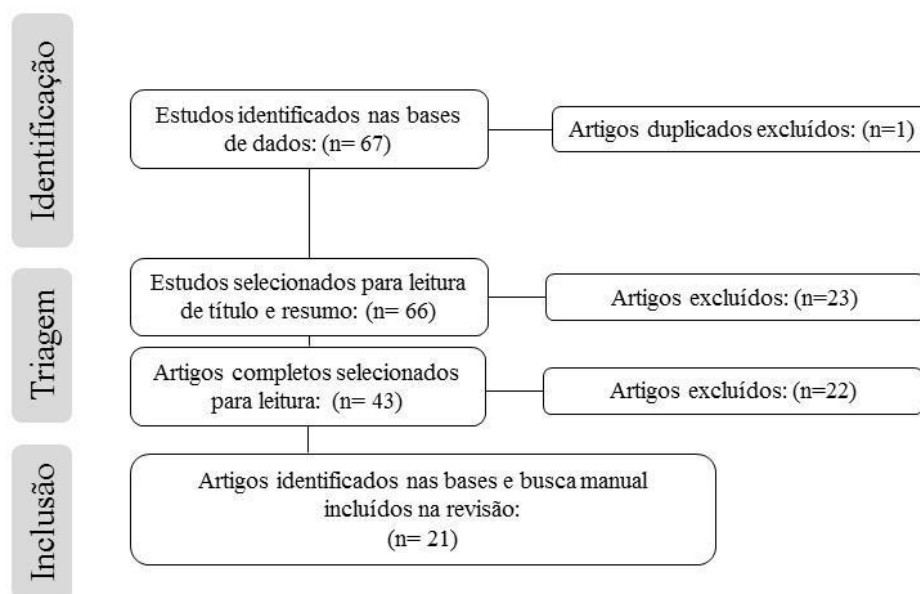 Identificação
Estudos identificados nas bases
de dados: (n= 67)
Artigos duplicados excluídos: (n=1)
Triagem
Estudos selecionados para leitura
de título e resumo: (n= 66)
Artigos excluídos: (n=23)
Artigos completos selecionados
para leitura: (n= 43)
Artigos excluídos: (n=22)
Inclusão
Artigos identificados nas bases e busca manual
incluídos na revisão:
(n= 21)